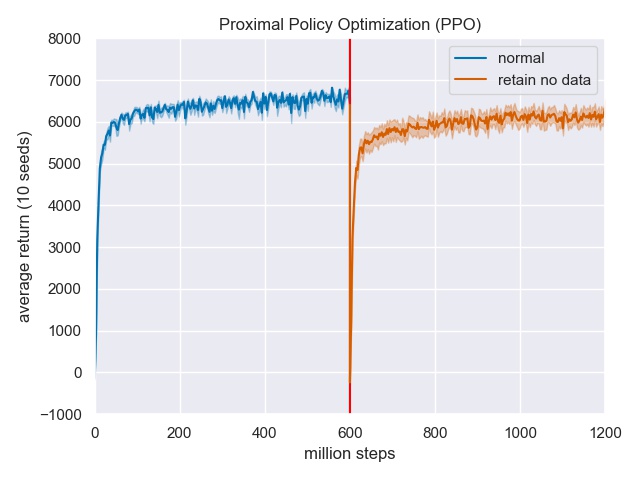 Proximal Policy Optimization (PPO)
average return (10 seeds)
8000
7000
6000
5000
4000
3000
2000
1000
0
−1000
normal
retain no data
0 200 400 600 800 1000 1200
million steps